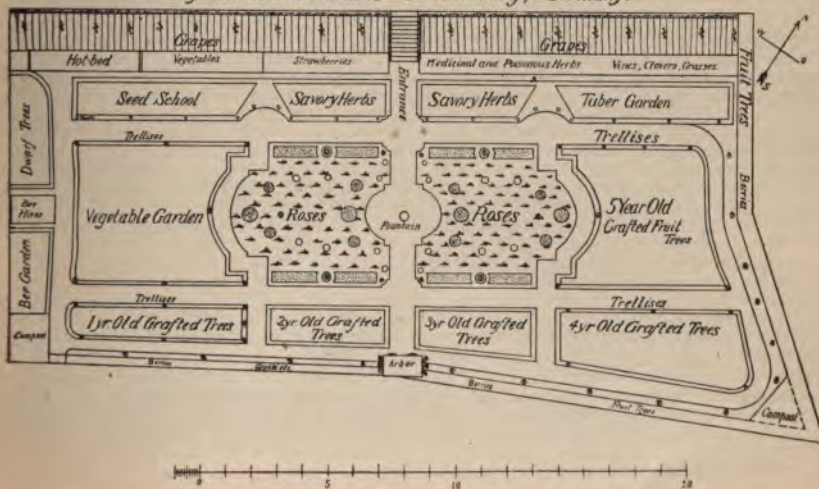 Grapes
Grapes
Hot-bed
Vegetables
Strawberries
Entrance
Medicinal and Poisonous Herbs
Vines, Clovers, Grasses.
Fruit Trees
Seed School
Savory Herbs
Savory Herbs
Tuber Garden
Dwarf Trees
Trellises
Trellises
Berries
Bee House
Vegetable Garden
Roses
Fountain
Roses
5 Year Old
Grafted Fruit
Trees
Bee Garden
Trellises
Trellises
1 yr Old Grafted Trees
2 yr. Old Grafted
Trees
3 yr Old Grafted
Trees
4 yr Old Grafted Trees
Compost
Berries
Arbor
Berries
Fruit Trees
Compost
N
W
O
S
0
5
10
20